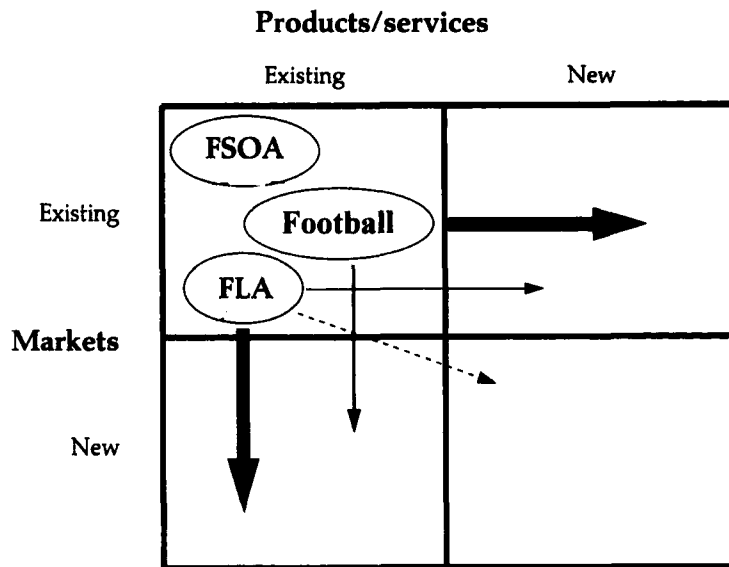 Products/services
Existing New
FSOA
Existing
Football
FLA
Markets
New